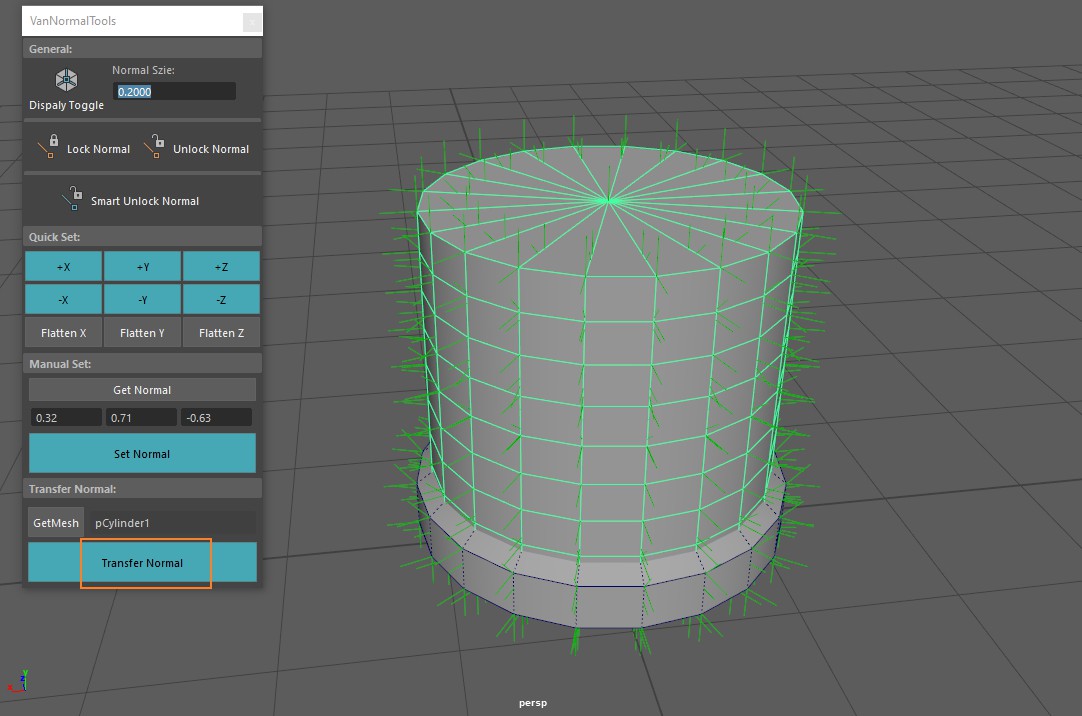 VanNormalTools
General:
Normal Szie:
0.2000
Dispaly Toggle
Lock Normal
Unlock Normal
Smart Unlock Normal
Quick Set:
+X +Y +Z
-X -Y -Z
Flatten X Flatten Y Flatten Z
Manual Set:
Get Normal
0.32 0.71 -0.63
Set Normal
Transfer Normal:
GetMesh pCylinder1
Transfer Normal
y
z
x
persp